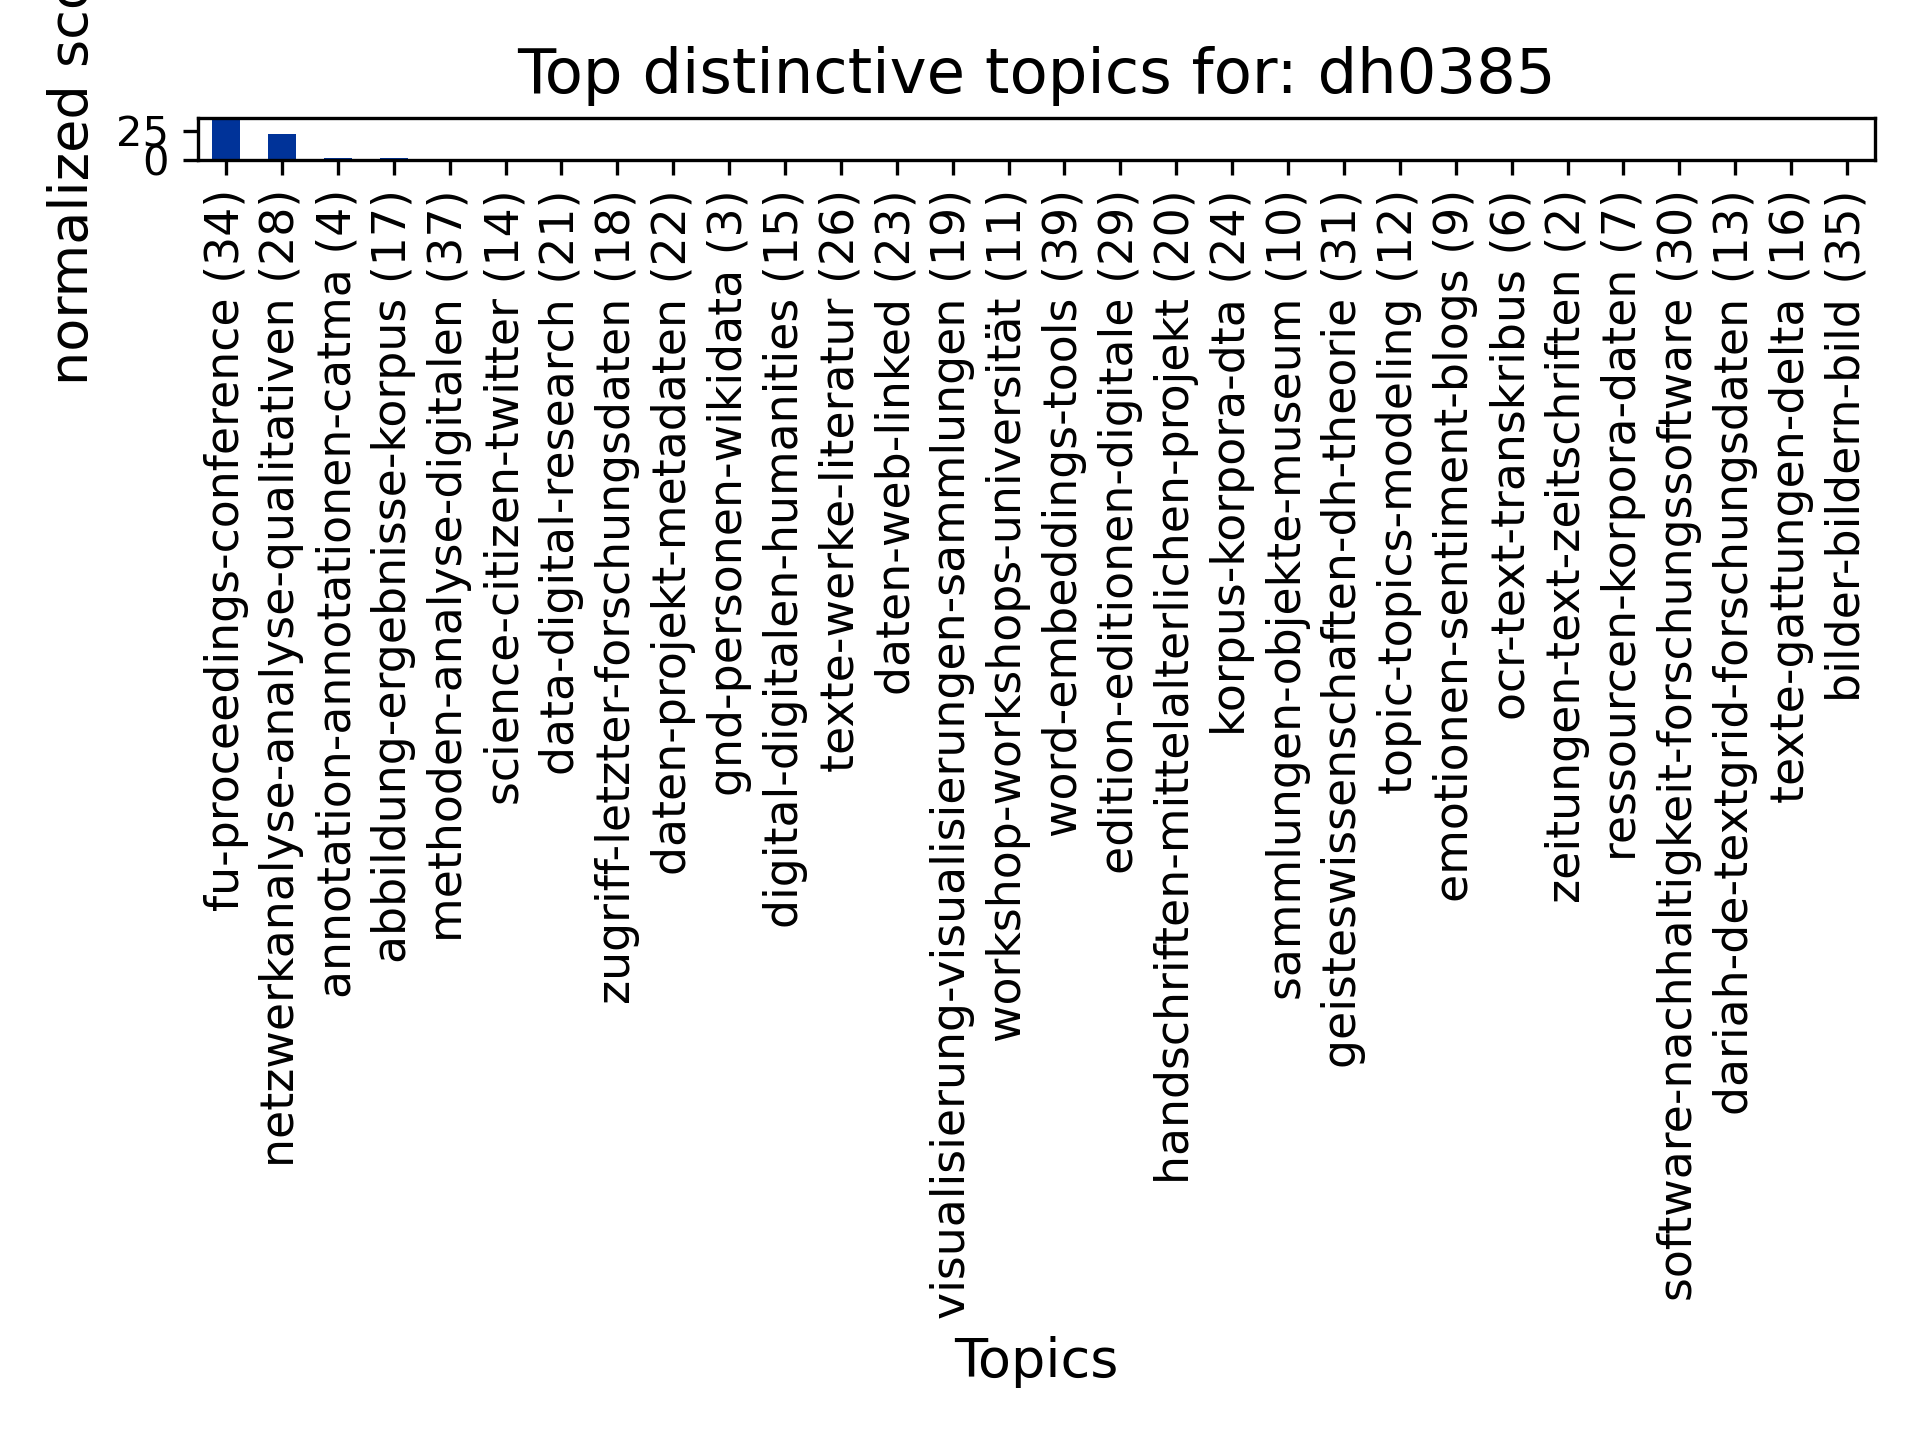 Top distinctive topics for: dh0385
normalized sco
25
0
fu-proceedings-conference (34)
netzwerkanalyse-analyse-qualitativen (28)
annotation-annotationen-catma (4)
abbildung-ergebnisse-korpus (17)
methoden-analyse-digitalen (37)
science-citizen-twitter (14)
data-digital-research (21)
zugriff-letzter-forschungsdaten (18)
daten-projekt-metadaten (22)
gnd-personen-wikidata (3)
digital-digitalen-humanities (15)
texte-werke-literatur (26)
daten-web-linked (23)
visualisierung-visualisierungen-sammlungen (19)
workshop-workshops-universität (11)
word-embeddings-tools (39)
edition-editionen-digitale (29)
handschriften-mittelalterlichen-projekt (20)
korpus-korpora-dta (24)
sammlungen-objekte-museum (10)
geisteswissenschaften-dh-theorie (31)
topic-topics-modeling (12)
emotionen-sentiment-blogs (9)
ocr-text-transkribus (6)
zeitungen-text-zeitschriften (2)
ressourcen-korpora-daten (7)
software-nachhaltigkeit-forschungssoftware (30)
dariah-de-textgrid-forschungsdaten (13)
texte-gattungen-delta (16)
bilder-bildern-bild (35)
Topics